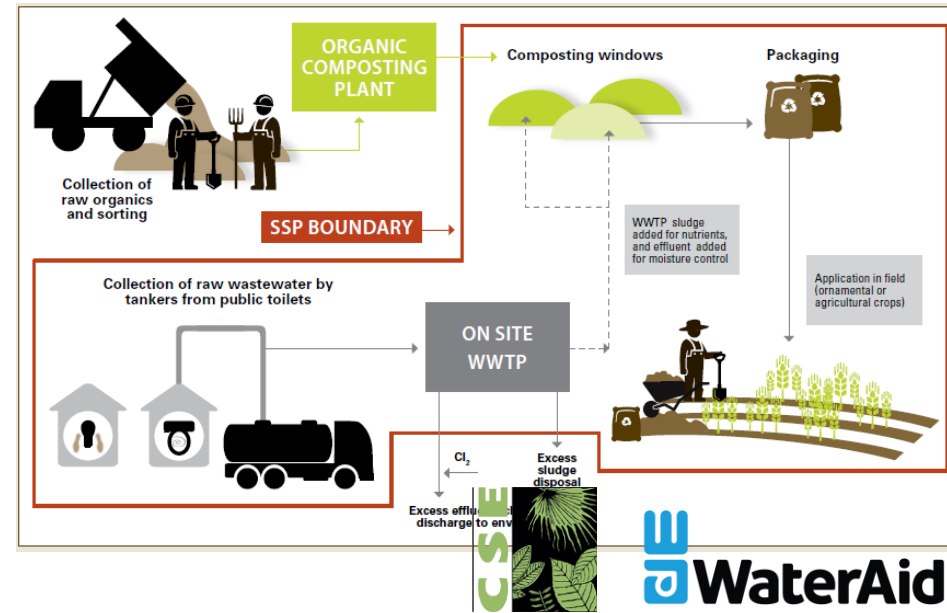 ORGANIC
COMPOSTING
PLANT
Composting windows
Packaging
Collection of
raw organics
and sorting
SSP BOUNDARY
WWTP sludge
added for nutrients,
and effluent added
for moisture control
Collection of raw wastewater by
tankers from public toilets
Application in field
(ornamental or
agricultural crops)
ON SITE
WWTP
Cl₂
Excess
sludge
disposal
Excess
discharge to
CSE
WaterAid